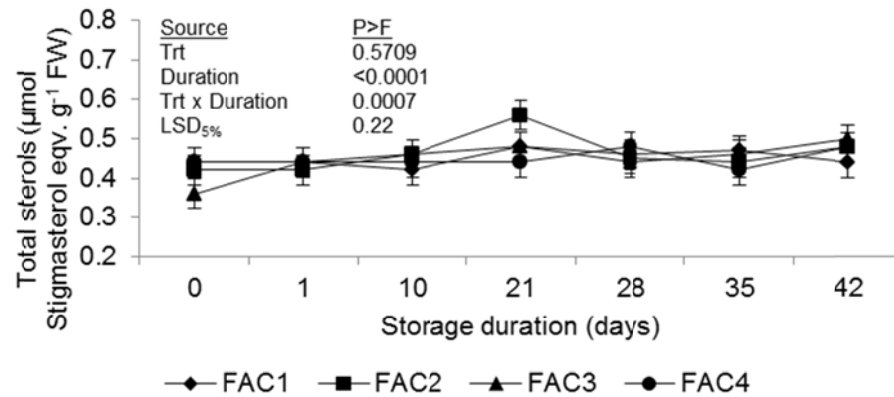 Total sterols (µmol
Stigmasterol eqv. g⁻¹ FW)
0.8
0.7
0.6
0.5
0.4
0.3
0.2
Source P>F
Trt 0.5709
Duration <0.0001
Trt x Duration 0.0007
LSD₅% 0.22
0 1 10 21 28 35 42
Storage duration (days)
FAC1 FAC2 FAC3 FAC4